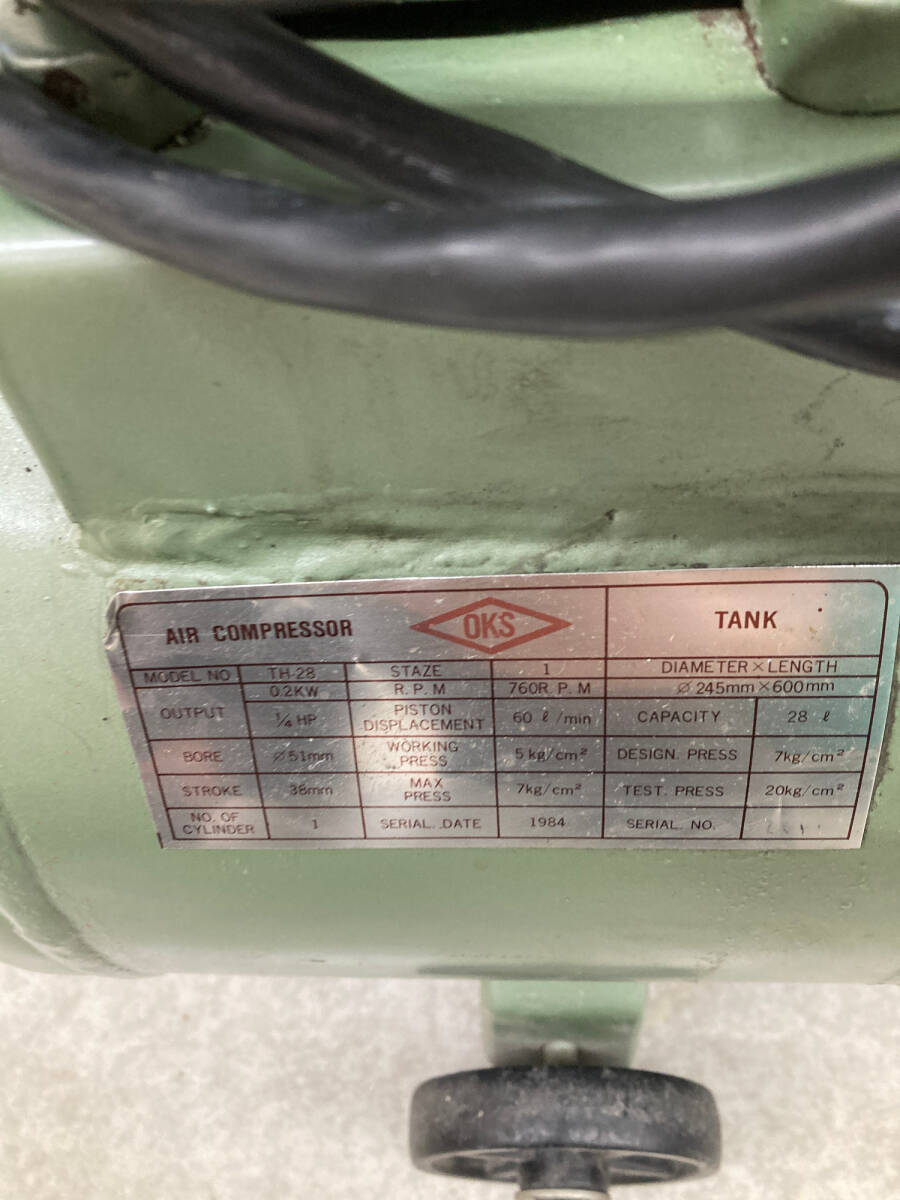 AIR COMPRESSOR OKS TANK
MODEL NO TH-28 STAZE 1 DIAMETER×LENGTH
OUTPUT 0.2KW R.P.M 760R.P.M ∅245mm×600mm
¼HP PISTON DISPLACEMENT 60 ℓ/min CAPACITY 28 ℓ
BORE ∅51mm WORKING PRESS 5kg/cm² DESIGN. PRESS 7kg/cm²
STROKE 38mm MAX PRESS 7kg/cm² TEST. PRESS 20kg/cm²
NO. OF CYLINDER 1 SERIAL. DATE 1984 SERIAL. NO.